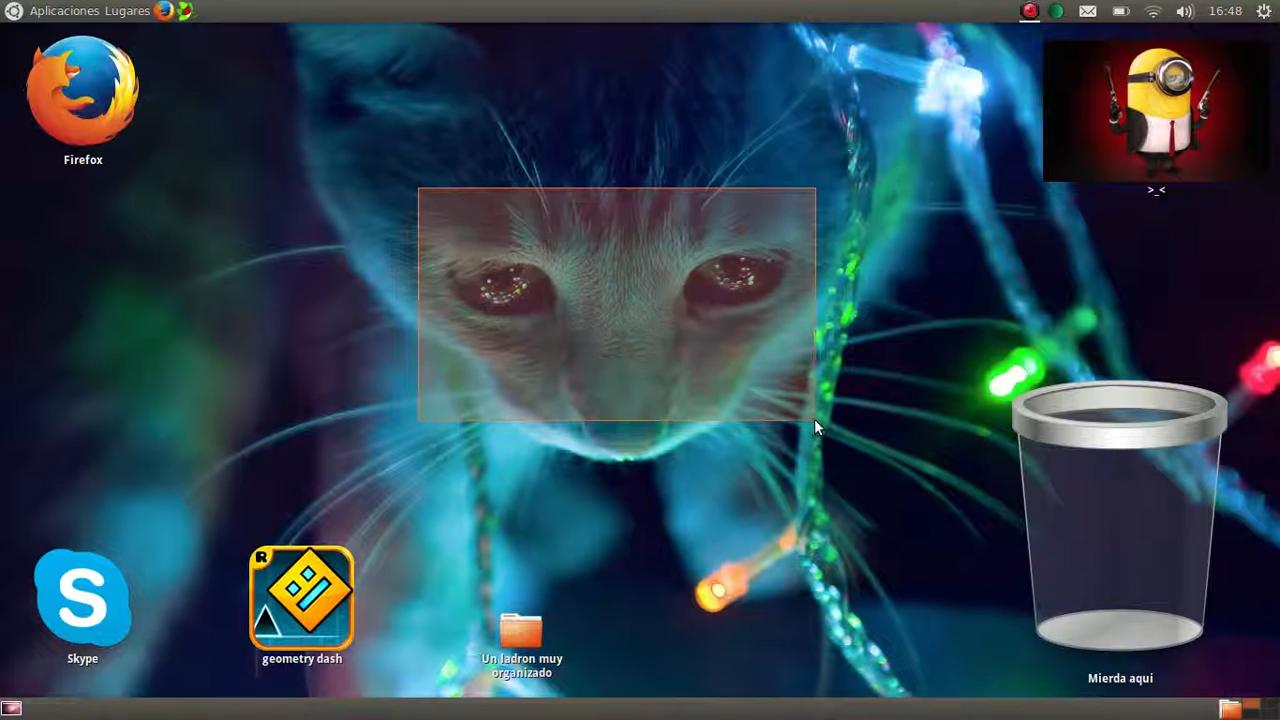 Aplicaciones Lugares
16:48
Firefox
>_<
Skype
R
geometry dash
Un ladron muy
organizado
Mierda aqui